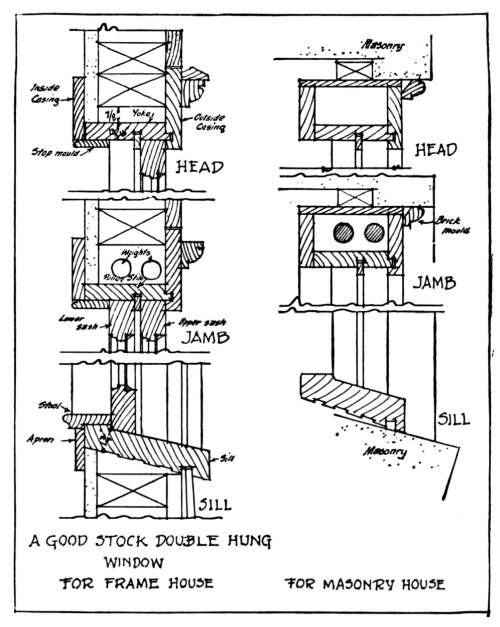 Masonry
Inside
Casing
7/8
Yoke
Outside
Casing
Stop mould
HEAD
HEAD
Brick
mould
Weights
Pulley Stile
JAMB
Lower
sash
Upper sash
JAMB
Stool
Apron
Sill
SILL
SILL
Masonry
A GOOD STOCK DOUBLE HUNG
WINDOW
FOR FRAME HOUSE
FOR MASONRY HOUSE